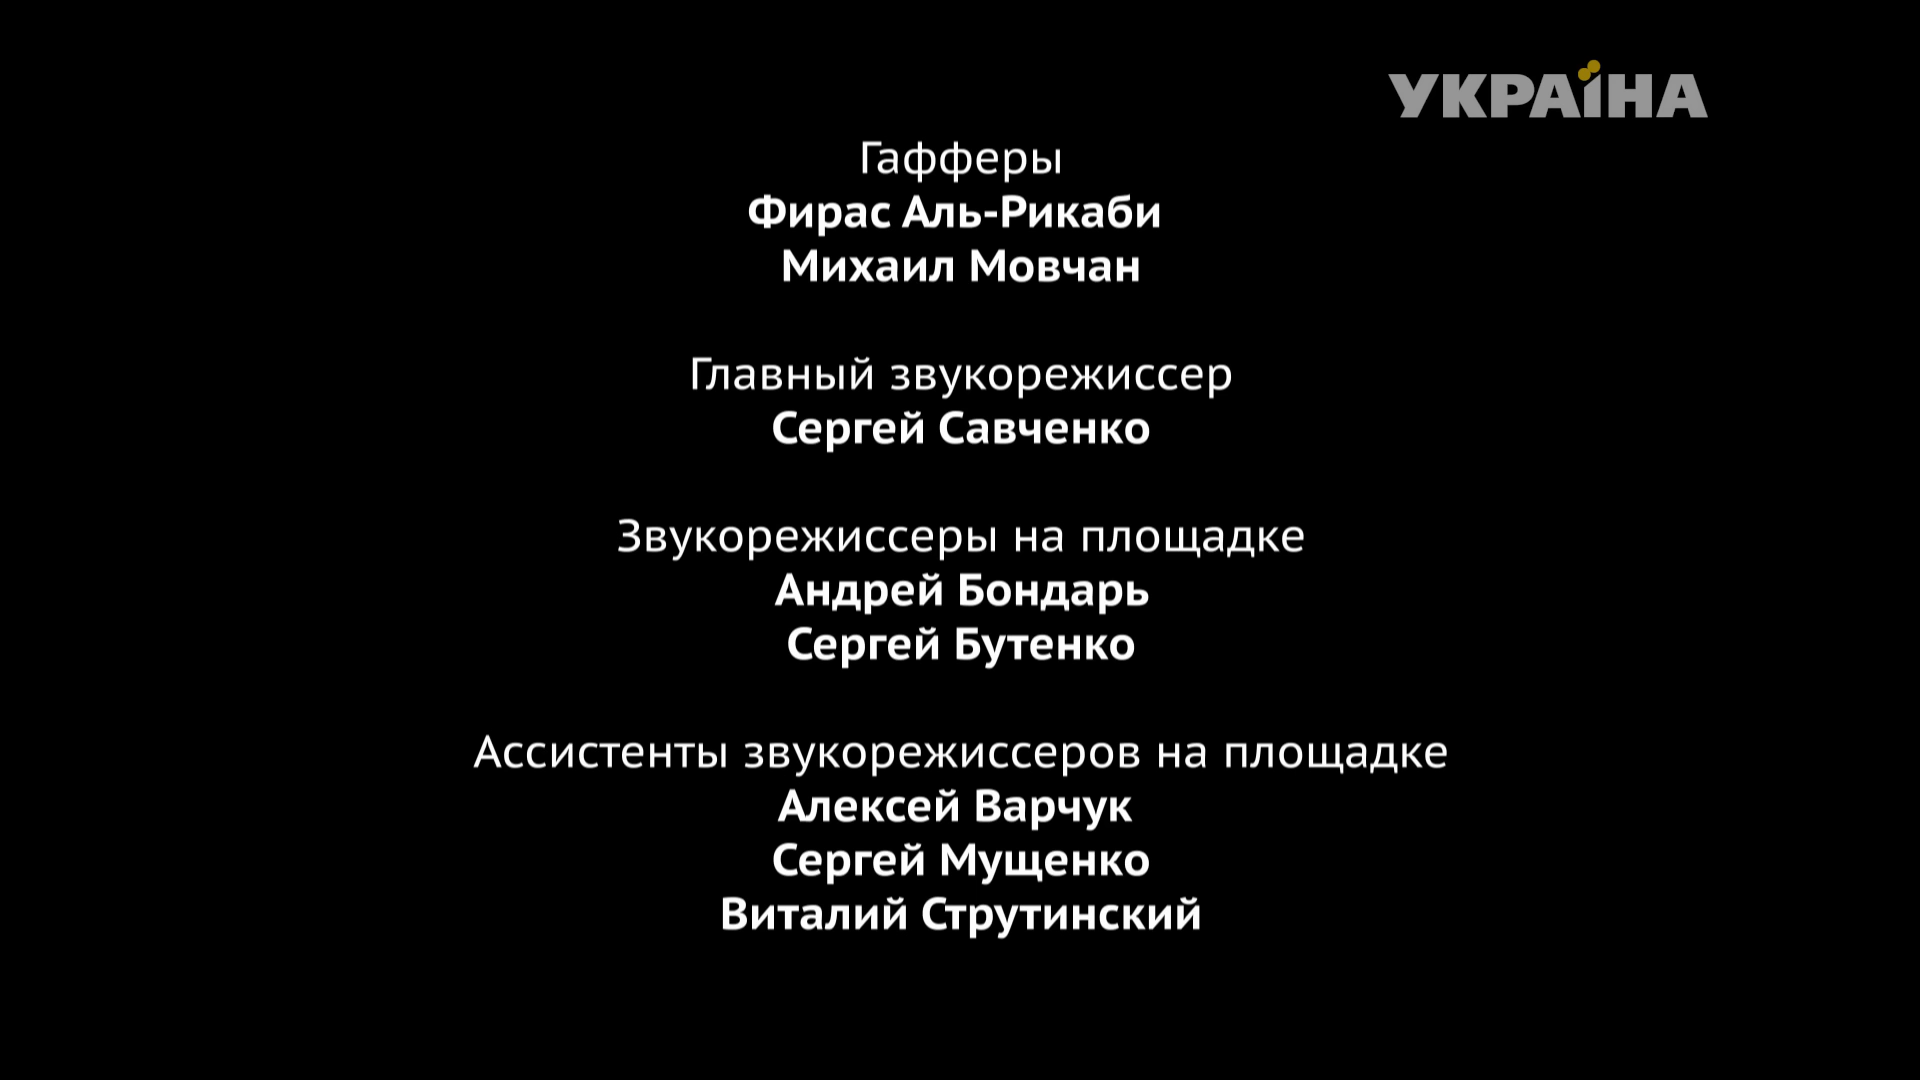 УКРАЇНА
Гафферы
Фирас Аль-Рикаби
Михаил Мовчан
Главный звукорежиссер
Сергей Савченко
Звукорежиссеры на площадке
Андрей Бондарь
Сергей Бутенко
Ассистенты звукорежиссеров на площадке
Алексей Варчук
Сергей Мущенко
Виталий Струтинский